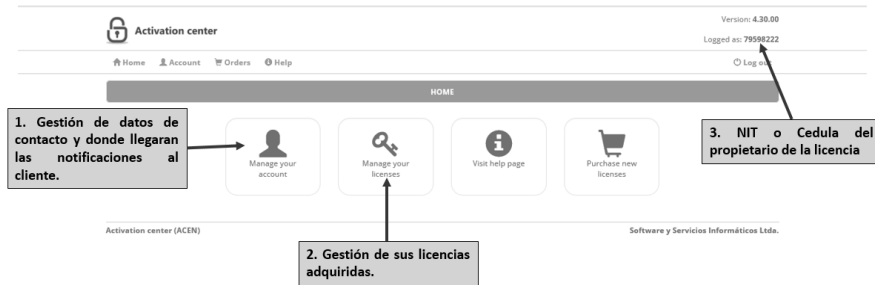 Version: 4.30.00
Activation center
Logged as: 79598222
Home Account Orders Help
Log out
HOME
1. Gestión de datos de
contacto y donde llegaran
las notificaciones al
cliente.
Manage your
account
Manage your
licenses
Visit help page
Purchase new
licenses
3. NIT o Cedula del
propietario de la licencia
Activation center (ACEN)
Software y Servicios Informáticos Ltda.
2. Gestión de sus licencias
adquiridas.